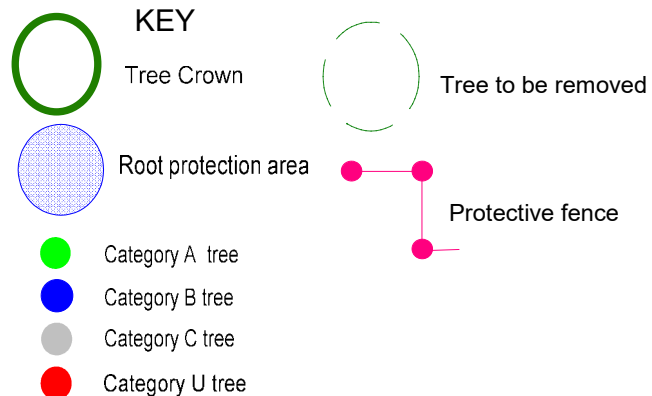 KEY
Tree Crown
Tree to be removed
Root protection area
Protective fence
Category A tree
Category B tree
Category C tree
Category U tree